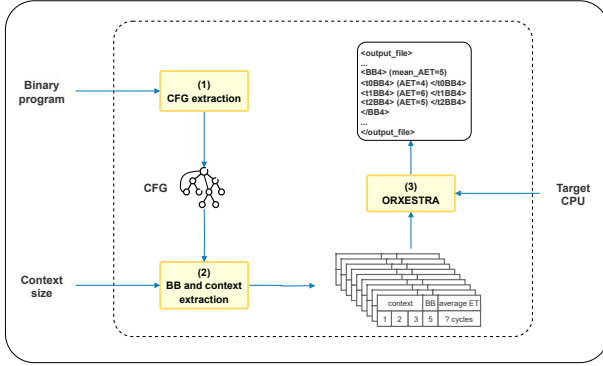 <output_file>
...
<BB4> (mean_AET=5)
<t0BB4> (AET=4) </t0BB4>
<t1BB4> (AET=6) </t1BB4>
<t2BB4> (AET=5) </t2BB4>
</BB4>
...
</output_file>
Binary
program
(1)
CFG extraction
CFG
(3)
ORXESTRA
Target
CPU
Context
size
(2)
BB and context
extraction
context BB average ET
1 2 3 5 ? cycles